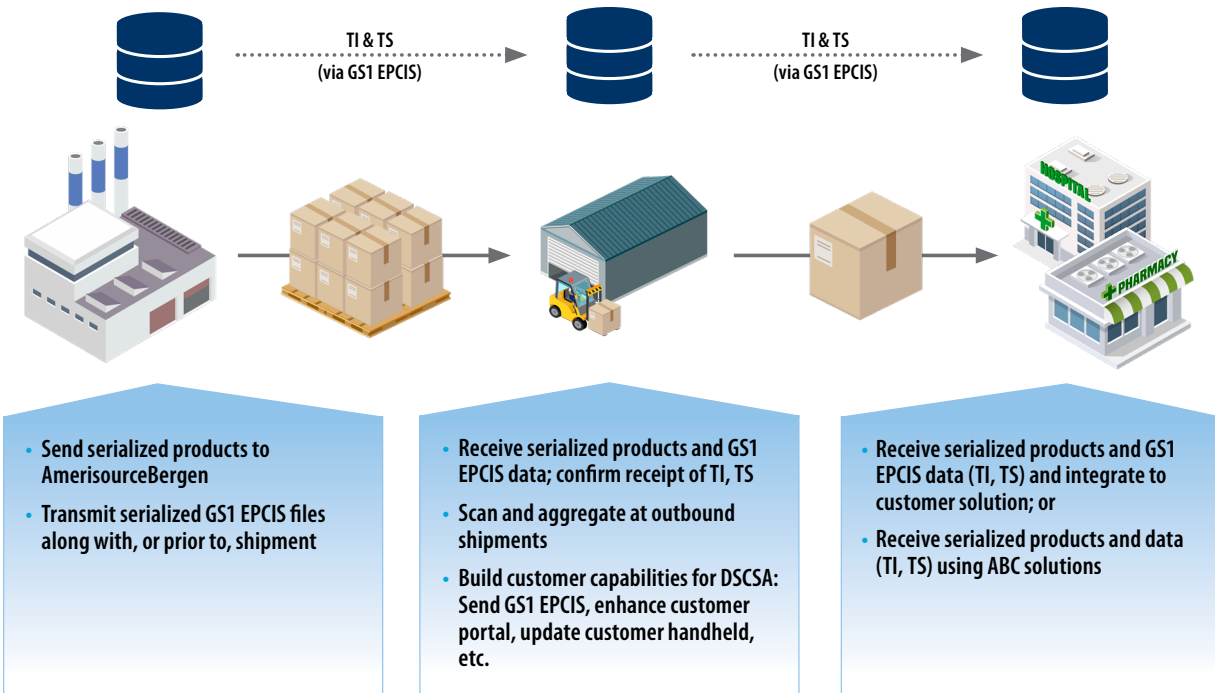 TI & TS
(via GS1 EPCIS)
TI & TS
(via GS1 EPCIS)
HOSPITAL
PHARMACY
• Send serialized products to
AmerisourceBergen
• Transmit serialized GS1 EPCIS files
along with, or prior to, shipment
• Receive serialized products and GS1
EPCIS data; confirm receipt of TI, TS
• Scan and aggregate at outbound
shipments
• Build customer capabilities for DSCSA:
Send GS1 EPCIS, enhance customer
portal, update customer handheld,
etc.
• Receive serialized products and GS1
EPCIS data (TI, TS) and integrate to
customer solution; or
• Receive serialized products and data
(TI, TS) using ABC solutions